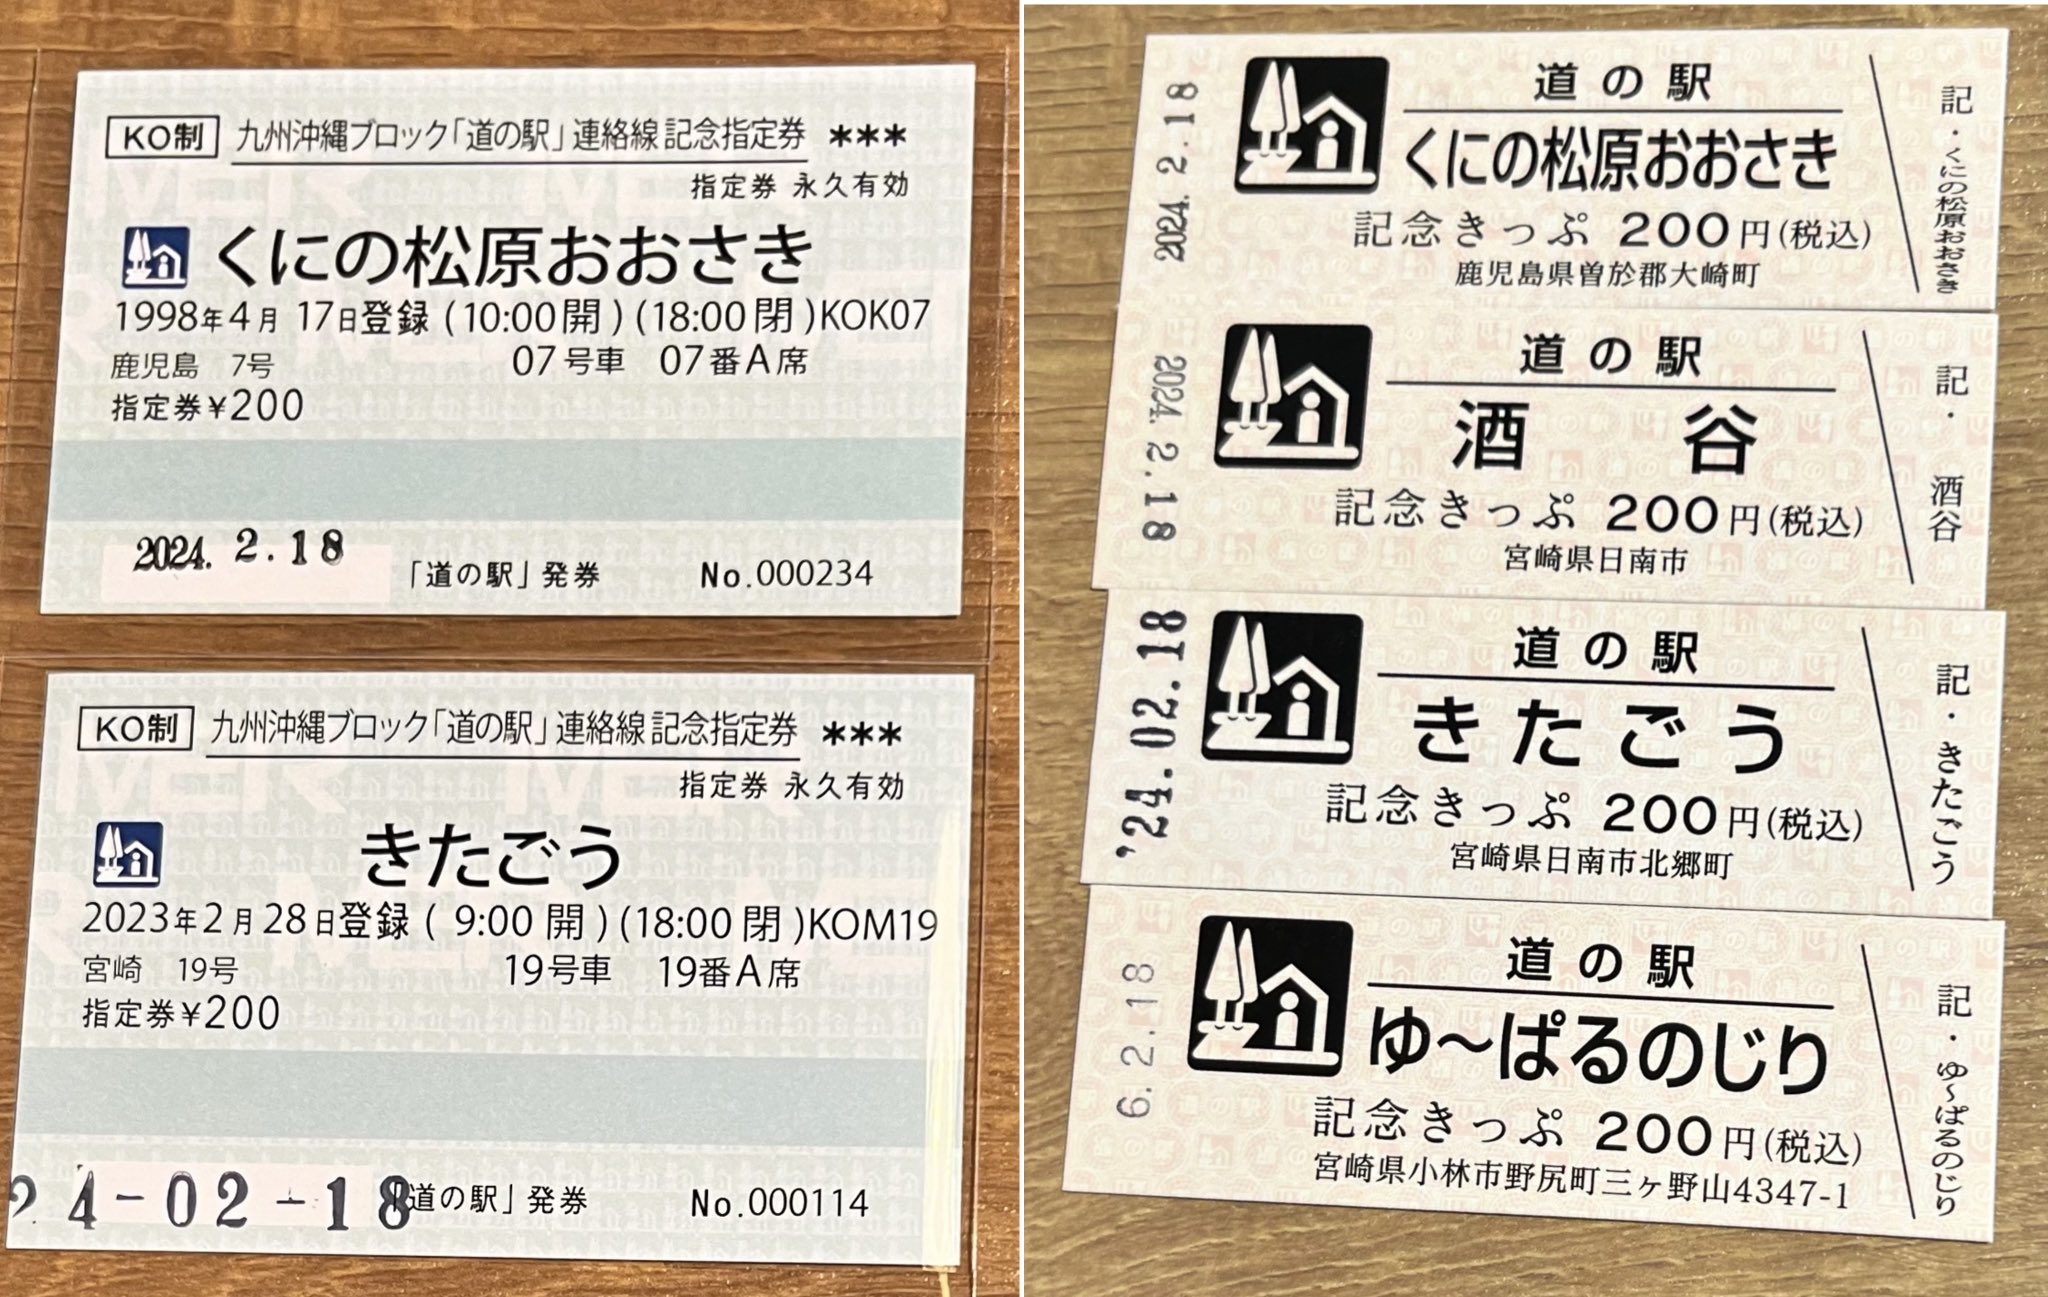 KO制 九州沖縄ブロック「道の駅」連絡線 記念指定券 ***
指定券 永久有効
くにの松原おおさき
1998年4月 17日登録 (10:00開) (18:00閉)KOK07
鹿児島 7号 07号車 07番A席
指定券¥200
2024. 2.18
「道の駅」発券 No.000234
KO制 九州沖縄ブロック「道の駅」連絡線 記念指定券 ***
指定券 永久有効
きたごう
2023年2月28日登録 ( 9:00開) (18:00閉)KOM19
宮崎 19号 19号車 19番A席
指定券¥200
24-02-18
「道の駅」発券 No.000114
2024. 2.18
道の駅
くにの松原おおさき
記念きっぷ 200円(税込)
鹿児島県曽於郡大崎町
記・くにの松原おおさき
2024. 2.18
道の駅
酒谷
記念きっぷ 200円(税込)
宮崎県日南市
記・酒谷
'24.02.18
道の駅
きたごう
記念きっぷ 200円(税込)
宮崎県日南市北郷町
記・きたごう
6.2.18
道の駅
ゆ〜ぱるのじり
記念きっぷ 200円(税込)
宮崎県小林市野尻町三ヶ野山4347-1
記・ゆ〜ぱるのじり